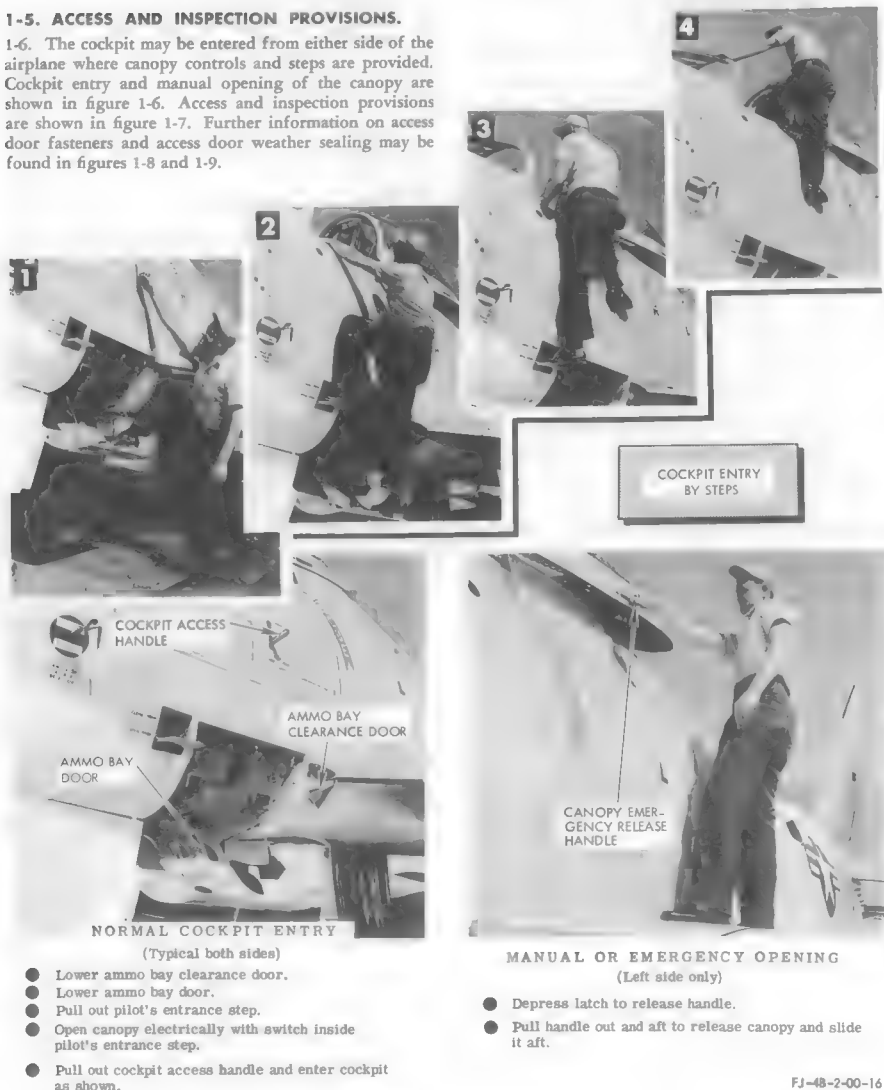 1-5. ACCESS AND INSPECTION PROVISIONS.
1-6. The cockpit may be entered from either side of the
airplane where canopy controls and steps are provided.
Cockpit entry and manual opening of the canopy are
shown in figure 1-6. Access and inspection provisions
are shown in figure 1-7. Further information on access
door fasteners and access door weather sealing may be
found in figures 1-8 and 1-9.
1
2
3
4
COCKPIT ENTRY
BY STEPS
COCKPIT ACCESS
HANDLE
AMMO BAY
CLEARANCE DOOR
AMMO BAY
DOOR
NORMAL COCKPIT ENTRY
(Typical both sides)
● Lower ammo bay clearance door.
● Lower ammo bay door.
● Pull out pilot's entrance step.
● Open canopy electrically with switch inside
pilot's entrance step.
● Pull out cockpit access handle and enter cockpit
as shown.
CANOPY EMER-
GENCY RELEASE
HANDLE
MANUAL OR EMERGENCY OPENING
(Left side only)
● Depress latch to release handle.
● Pull handle out and aft to release canopy and slide
it aft.
FJ-4B-2-00-16